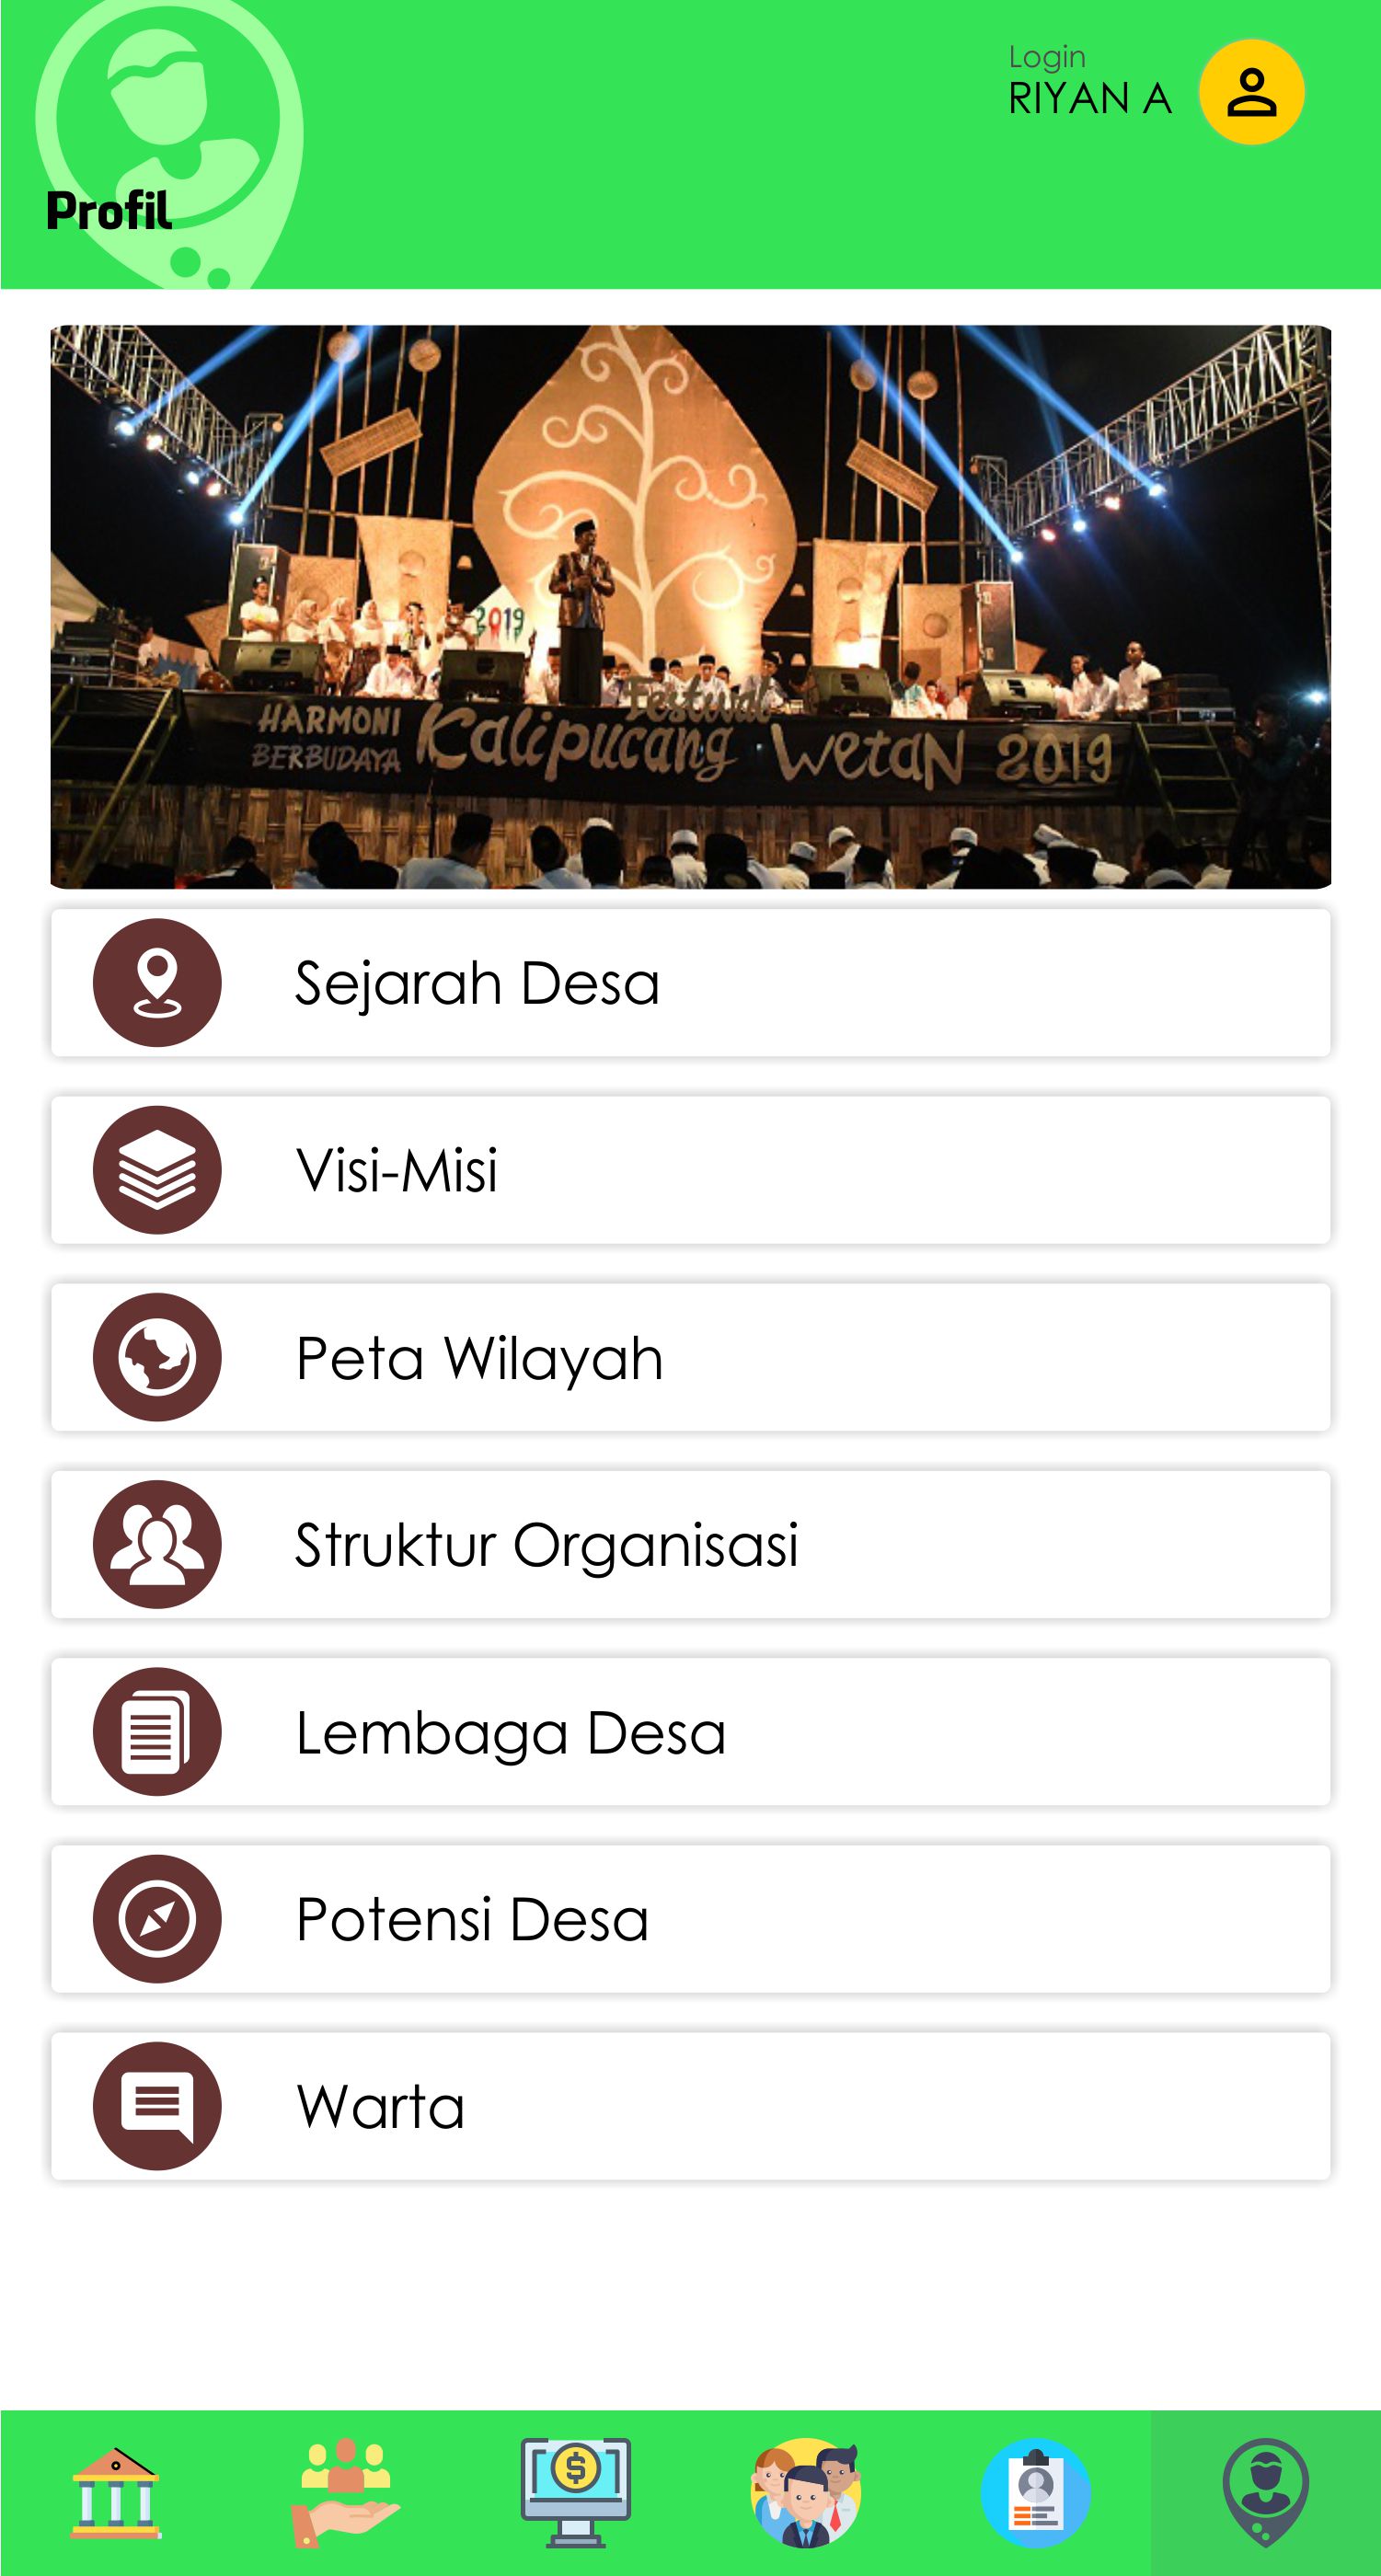 Login
RIYAN A
Profil
2019
Festival
HARMONI
BERBUDAYA
Kalipucang Wetan 2019
Sejarah Desa
Visi-Misi
Peta Wilayah
Struktur Organisasi
Lembaga Desa
Potensi Desa
Warta